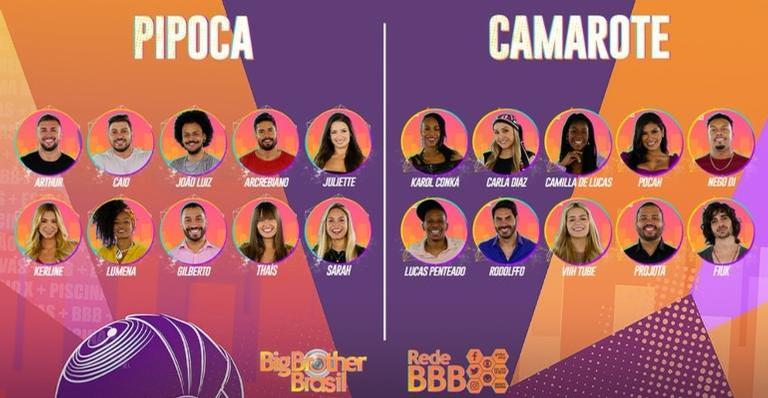 PIPOCA
ARTHUR CAIO JOÃO LUIZ ARCREBIANO JULIETTE
KERLINE LUMENA GILBERTO THAÍS SARAH
CAMAROTE
KAROL CONKÁ CARLA DIAZ CAMILLA DE LUCAS POCAH NEGO DI
LUCAS PENTEADO RODOLFFO VIIH TUBE PROJOTA FIUK
Big Brother
Brasil
Rede
BBB